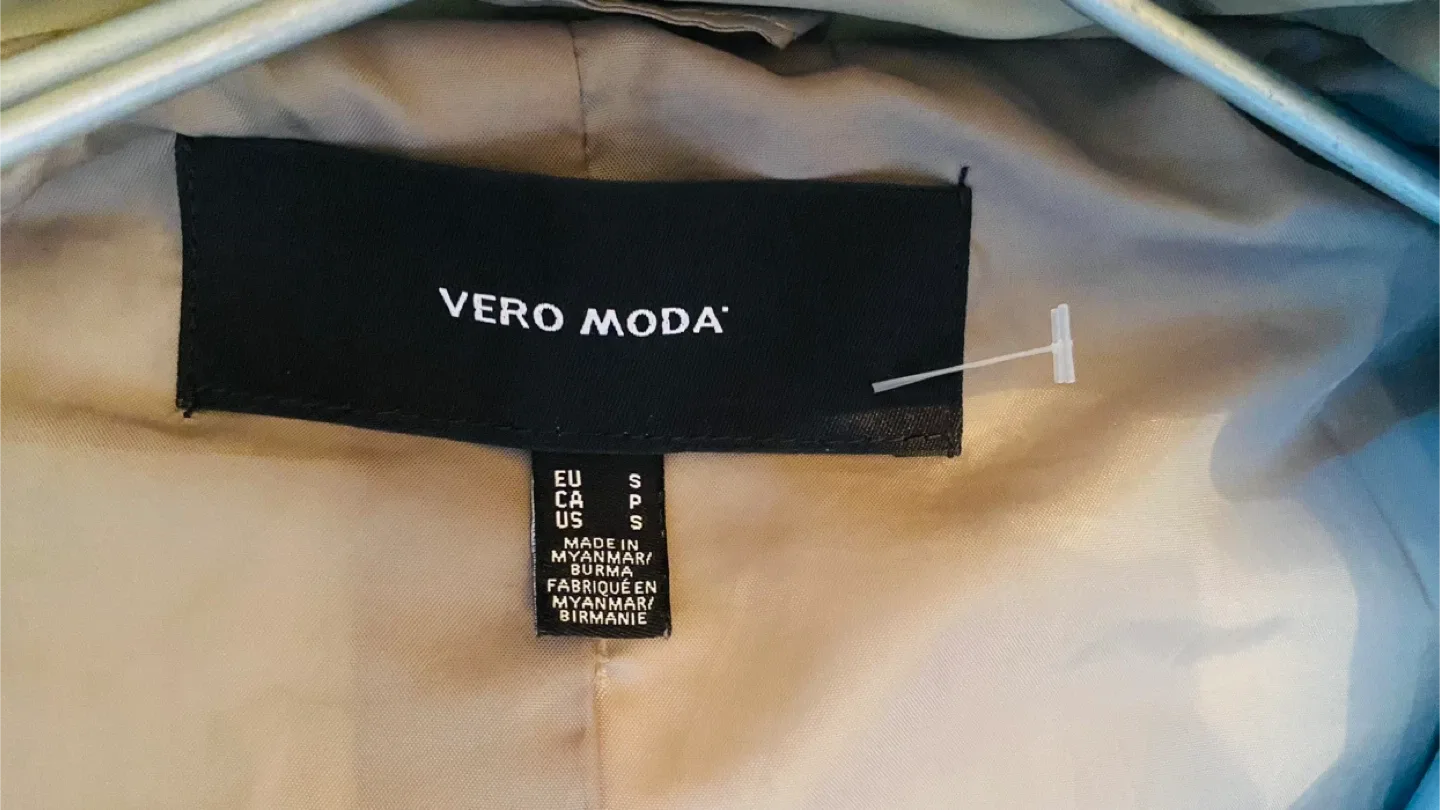 VERO MODA
EU S
CA P
US S
MADE IN
MYANMAR/
BURMA
FABRIQUÉ EN
MYANMAR/
BIRMANIE